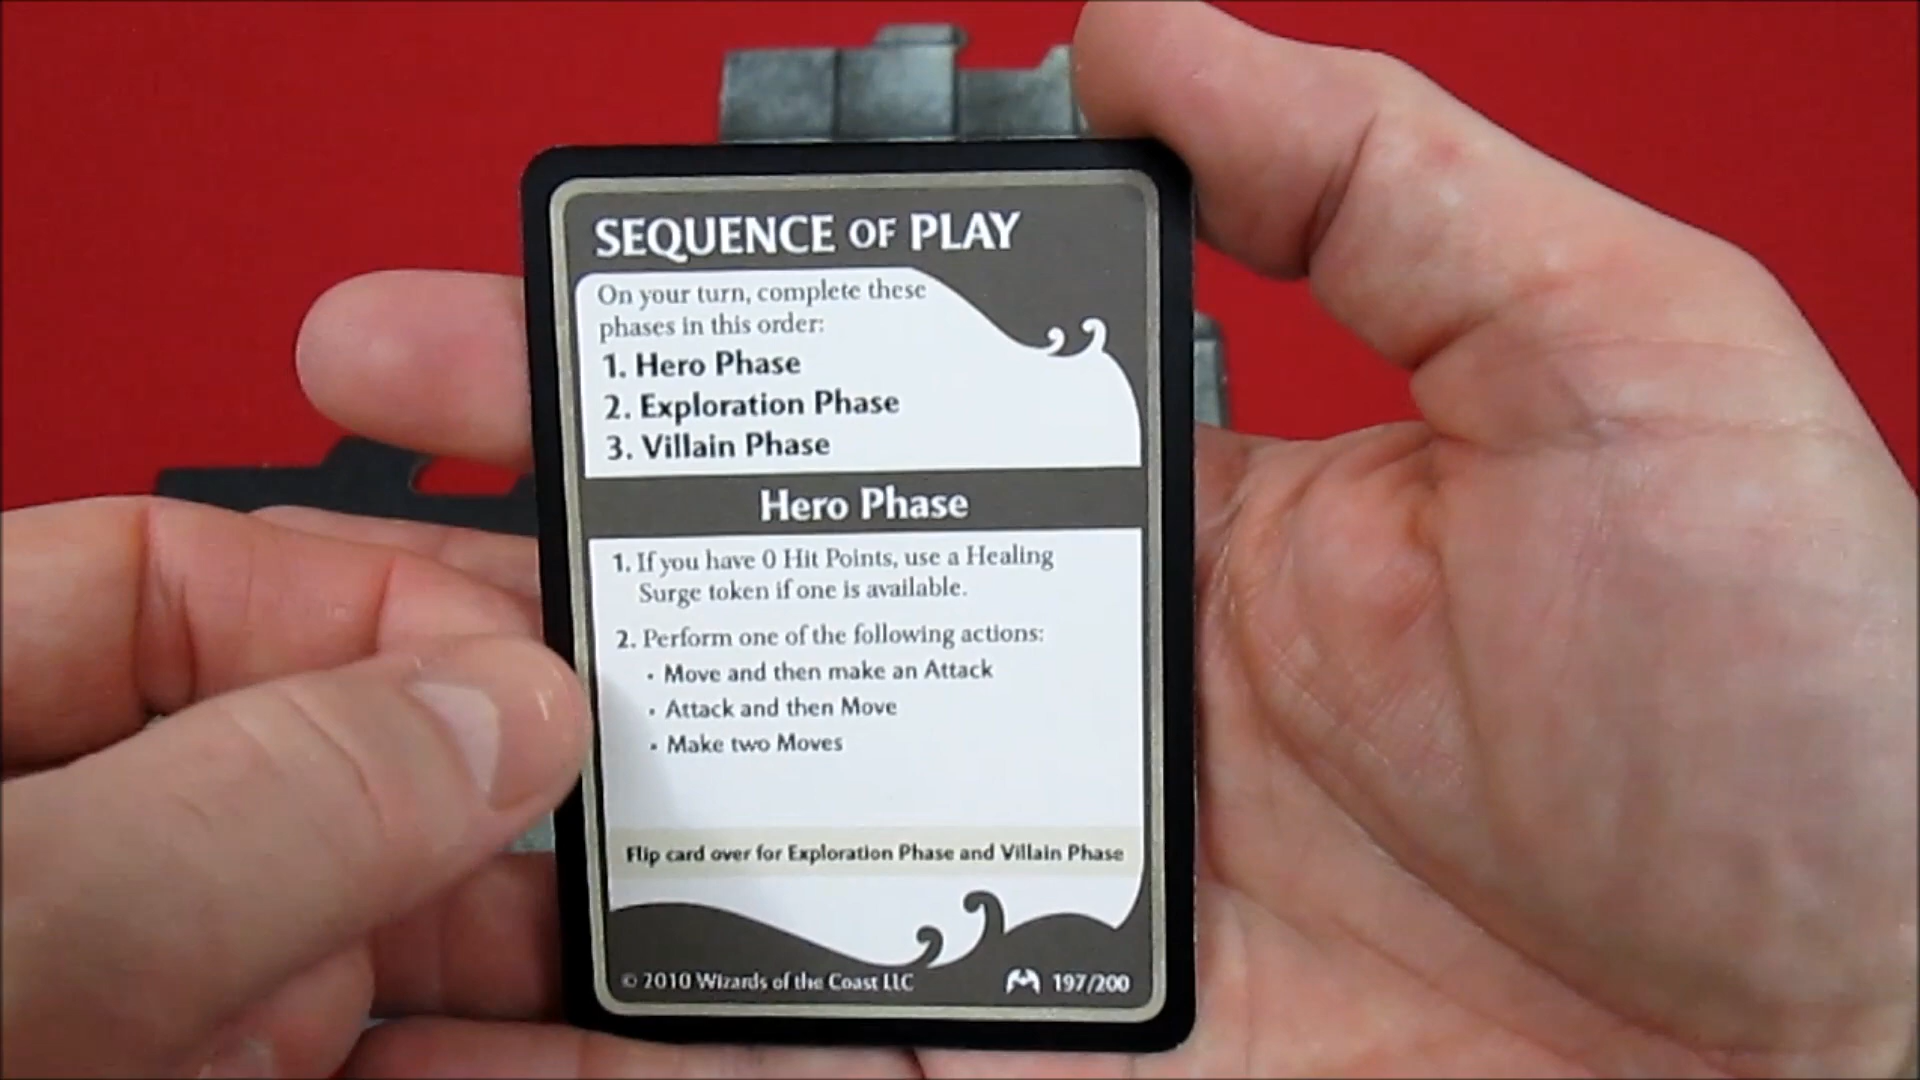 SEQUENCE OF PLAY
On your turn, complete these
phases in this order:
1. Hero Phase
2. Exploration Phase
3. Villain Phase
Hero Phase
1. If you have 0 Hit Points, use a Healing
Surge token if one is available.
2. Perform one of the following actions:
• Move and then make an Attack
• Attack and then Move
• Make two Moves
Flip card over for Exploration Phase and Villain Phase
© 2010 Wizards of the Coast LLC
197/200